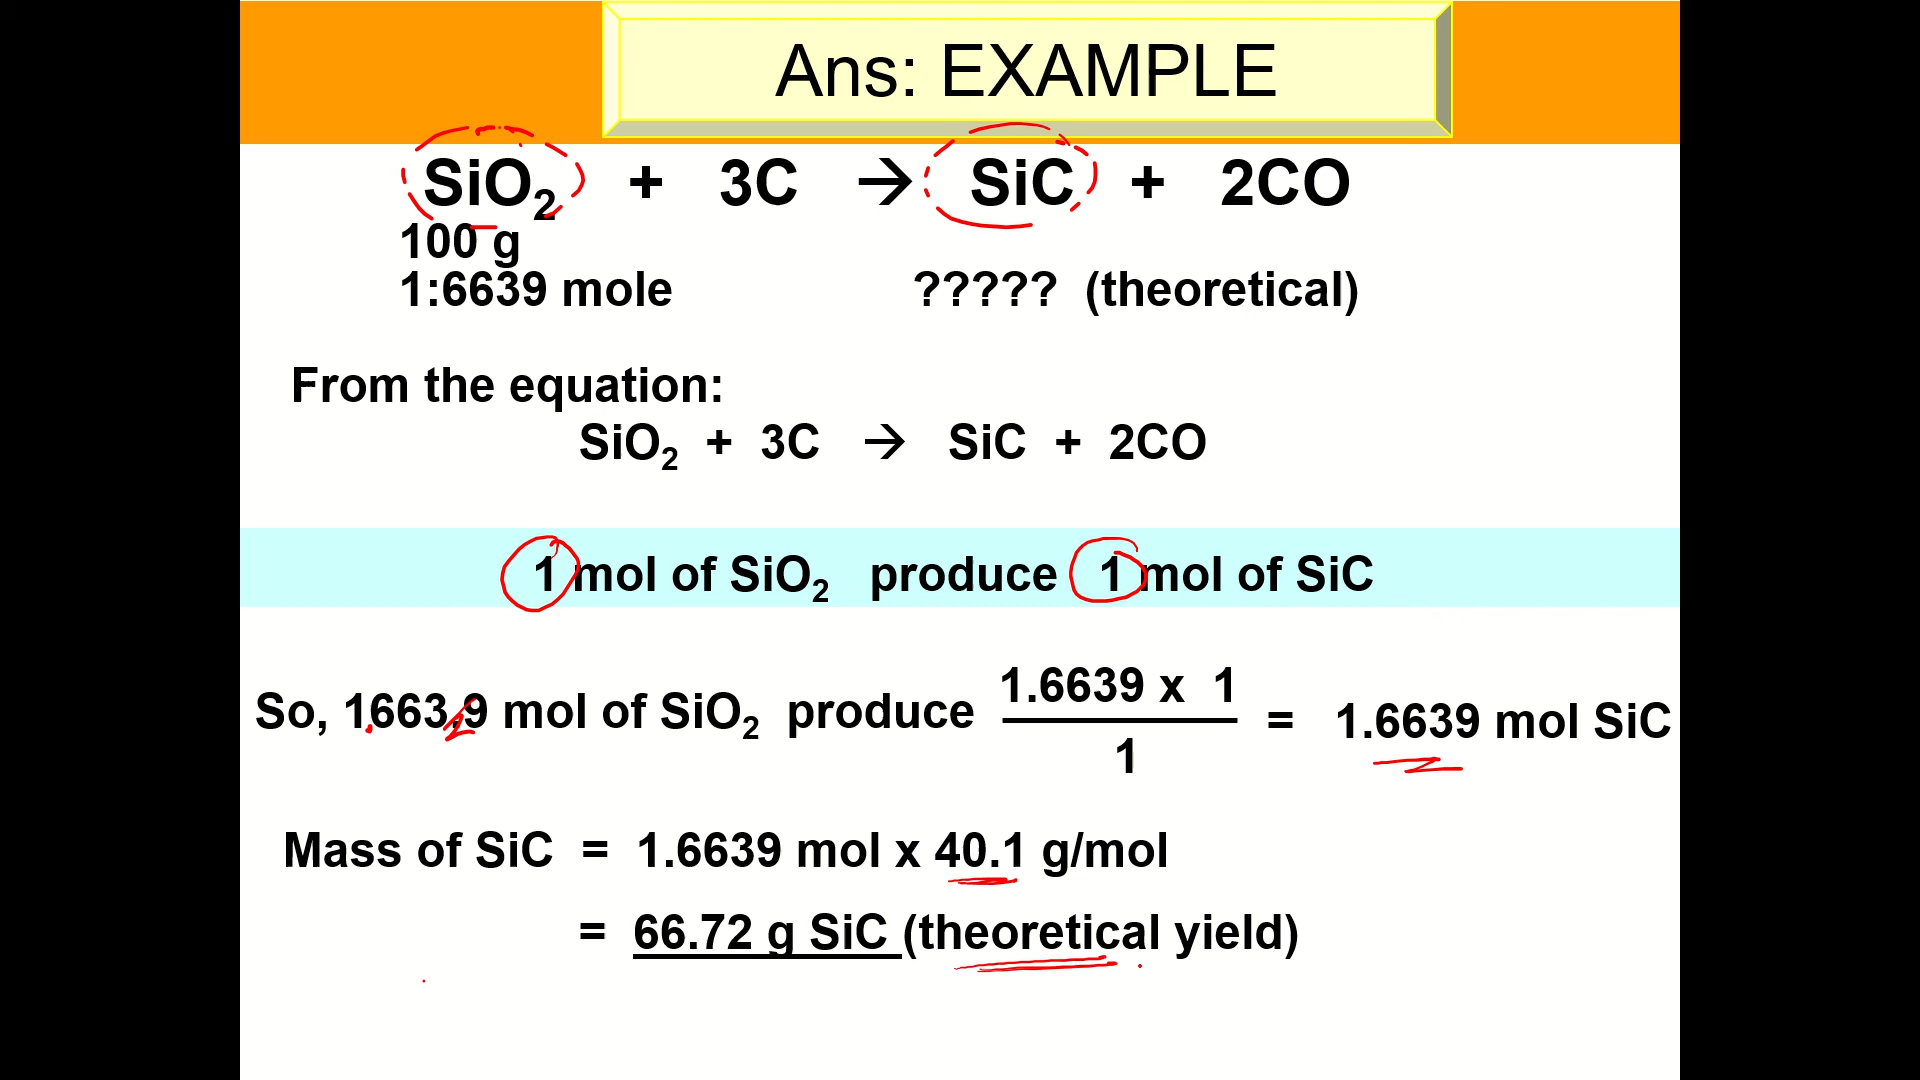 Ans: EXAMPLE
SiO₂ + 3C → SiC + 2CO
100 g
1:6639 mole ????? (theoretical)
From the equation:
SiO₂ + 3C → SiC + 2CO
1 mol of SiO₂ produce 1 mol of SiC
So, 1663,9 mol of SiO₂ produce 1.6639 x 1 / 1 = 1.6639 mol SiC
Mass of SiC = 1.6639 mol x 40.1 g/mol
= 66.72 g SiC (theoretical yield)